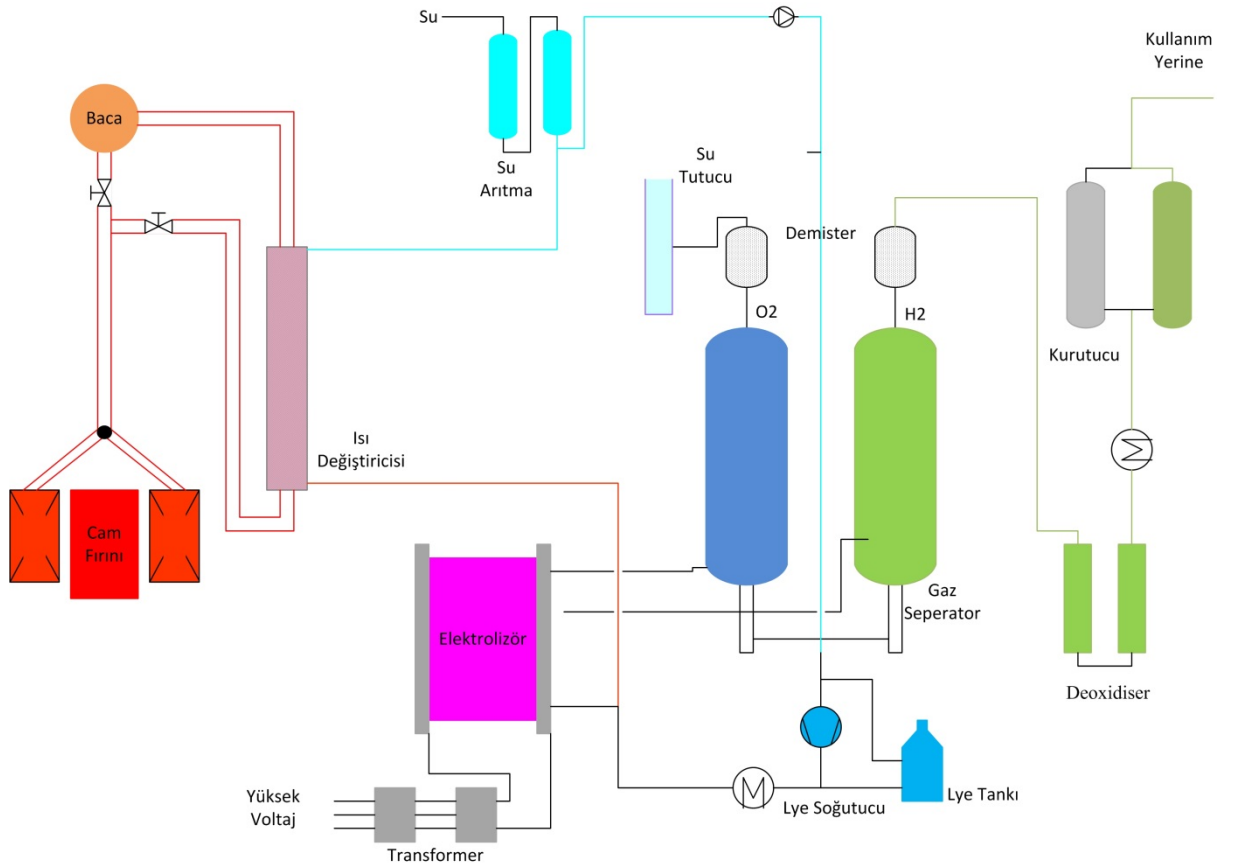 Su
Kullanım
Yerine
Baca
Su
Arıtma
Su
Tutucu
Demister
O2
H2
Kurutucu
Isı
Değiştiricisi
Cam
Fırını
Gaz
Seperator
Elektrolizör
Deoxidiser
Yüksek
Voltaj
Lye Soğutucu
Lye Tankı
Transformer